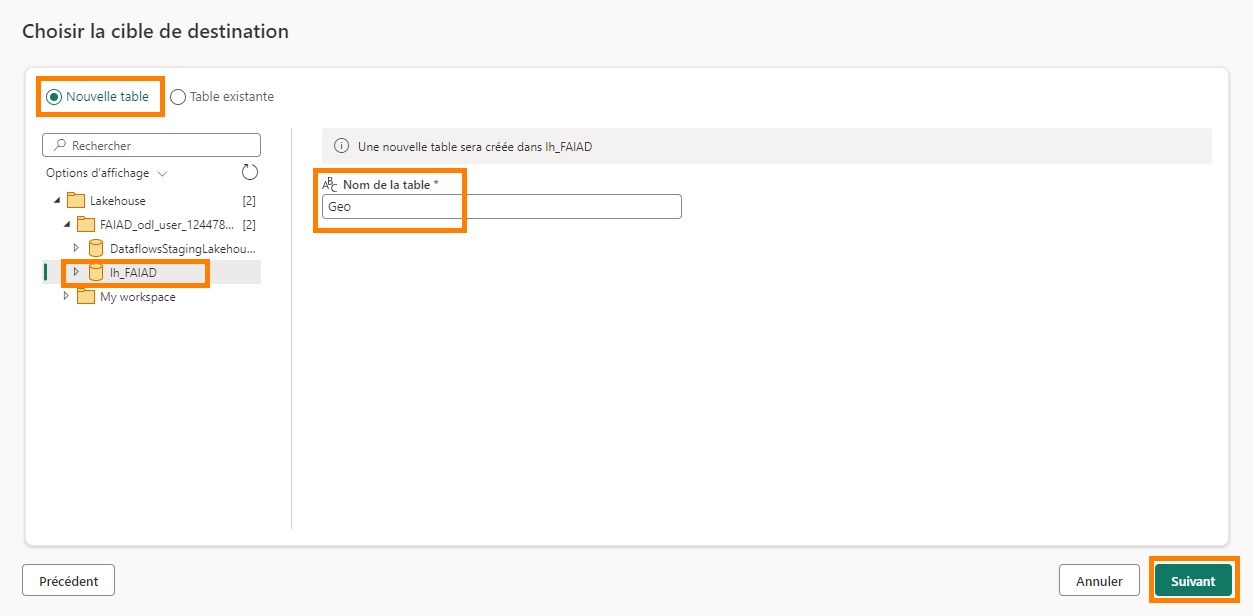 Choisir la cible de destination
Nouvelle table
Table existante
Rechercher
Options d'affichage
Lakehouse [2]
FAIAD_odl_user_124478... [2]
DataflowsStagingLakehou...
lh_FAIAD
My workspace
Une nouvelle table sera créée dans lh_FAIAD
ABC Nom de la table *
Geo
Précédent
Annuler
Suivant